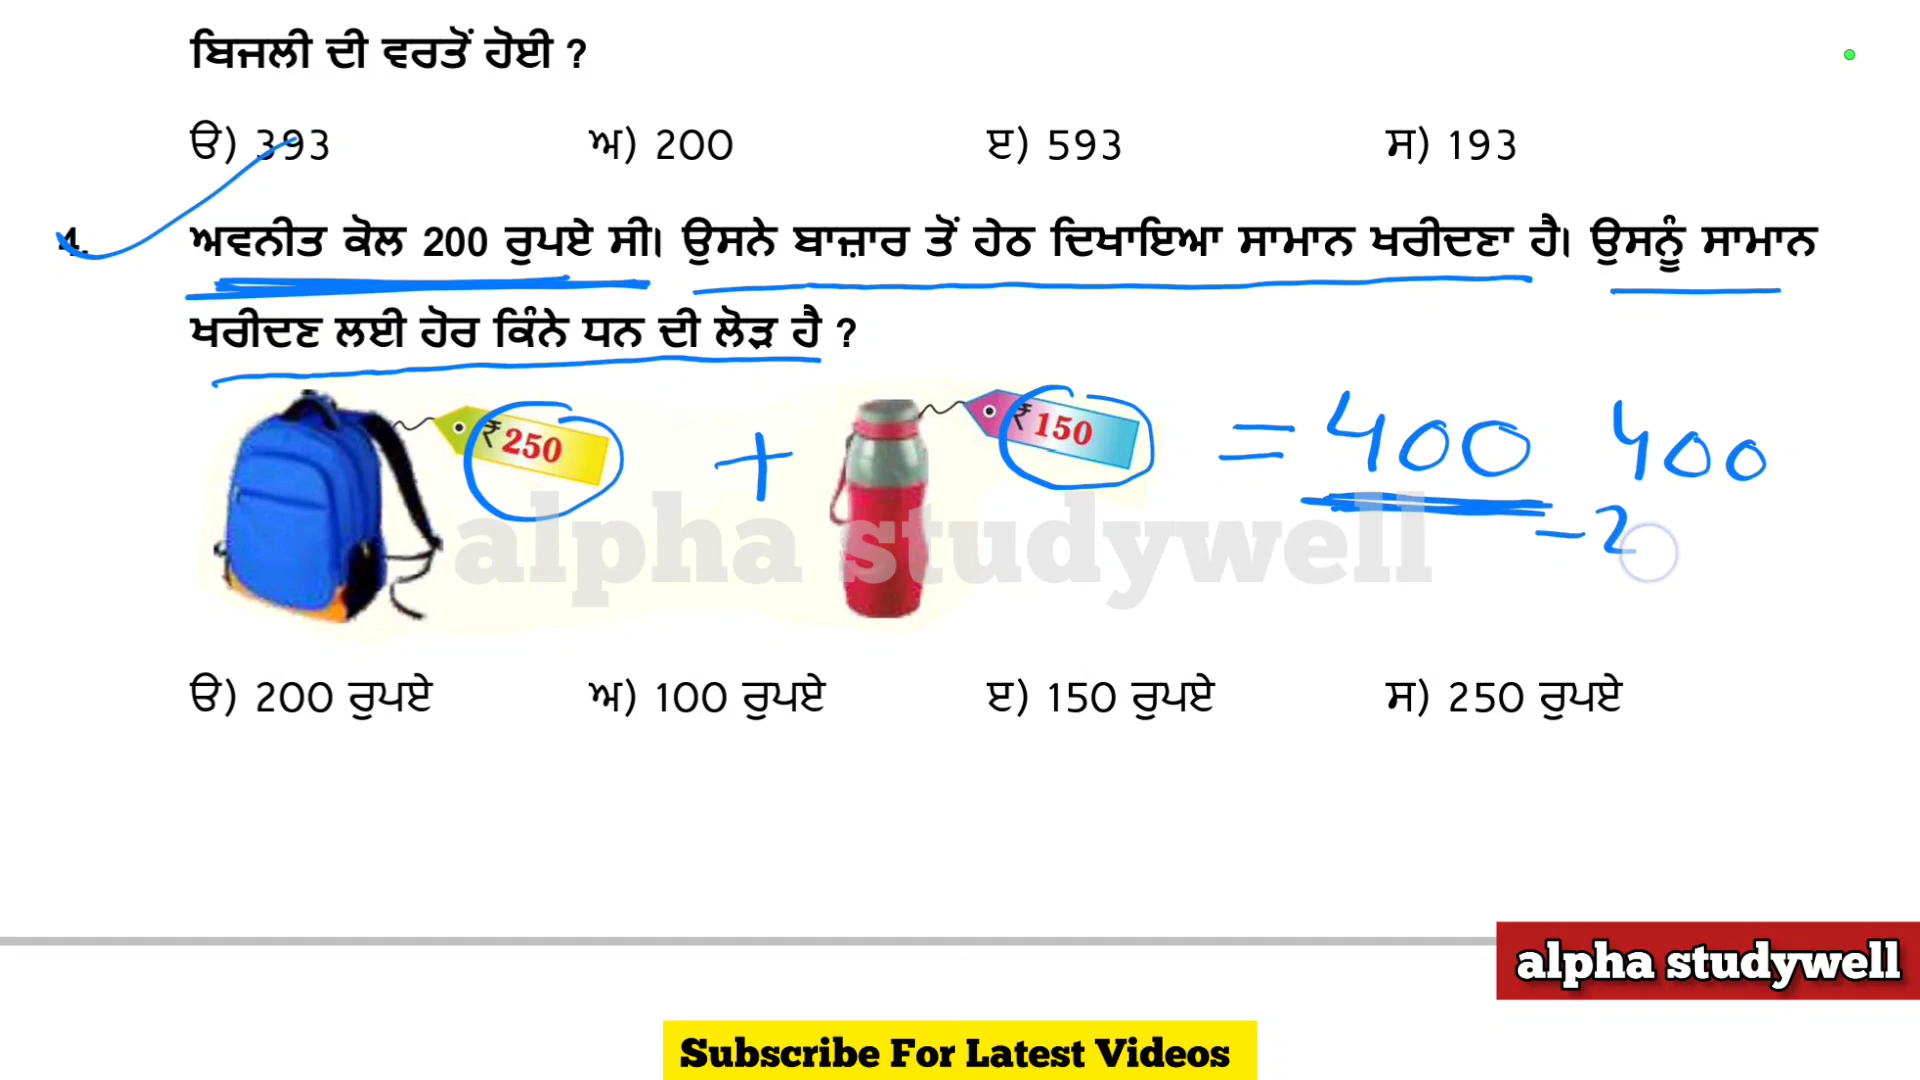 ਬਿਜਲੀ ਦੀ ਵਰਤੋਂ ਹੋਈ ?
ੳ) 393 ਅ) 200 ੲ) 593 ਸ) 193
4. ਅਵਨੀਤ ਕੋਲ 200 ਰੁਪਏ ਸੀ। ਉਸਨੇ ਬਾਜ਼ਾਰ ਤੋਂ ਹੇਠ ਦਿਖਾਇਆ ਸਾਮਾਨ ਖਰੀਦਣਾ ਹੈ। ਉਸਨੂੰ ਸਾਮਾਨ
ਖਰੀਦਣ ਲਈ ਹੋਰ ਕਿੰਨੇ ਧਨ ਦੀ ਲੋੜ ਹੈ ?
₹250 + ₹150 = 400 400
- 2
alpha studywell
ੳ) 200 ਰੁਪਏ ਅ) 100 ਰੁਪਏ ੲ) 150 ਰੁਪਏ ਸ) 250 ਰੁਪਏ
alpha studywell
Subscribe For Latest Videos